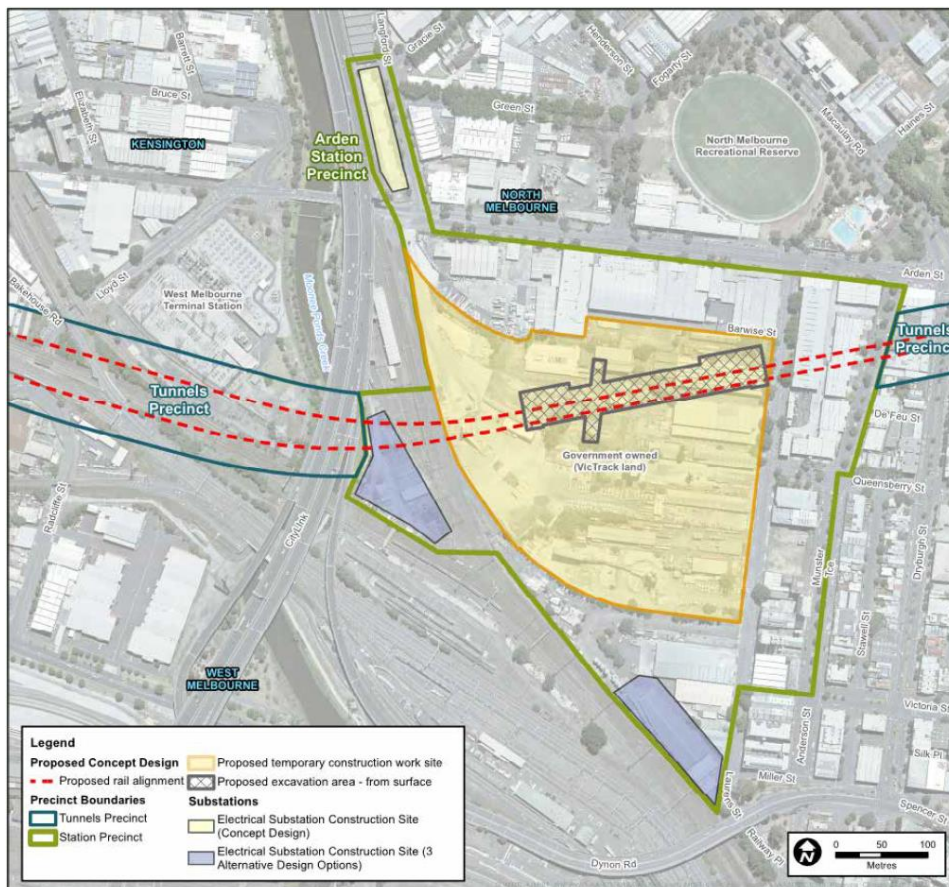 Barrett St
Elizabeth St
Bruce St
KENSINGTON
Langford St
Gracie St
Henderson St
Fogarty St
Green St
Macaulay Rd
Haines St
Arden
Station
Precinct
North Melbourne
Recreational Reserve
NORTH
MELBOURNE
Arden St
Bakehouse Rd
Lloyd St
West Melbourne
Terminal Station
Moonee Ponds Creek
Barwise St
Tunnels
Precinct
Tunnels
Precinct
De Feu St
Government owned
(VicTrack land)
Queensberry St
Radcliffe St
CityLink
Munster
Tce
Dryburgh St
Stawell St
WEST
MELBOURNE
Victoria St
Anderson St
Silk Pl
Miller St
Laurens St
Spencer St
Railway Pl
Dynon Rd
Legend
Proposed Concept Design
Proposed rail alignment
Precinct Boundaries
Tunnels Precinct
Station Precinct
Proposed temporary construction work site
Proposed excavation area - from surface
Substations
Electrical Substation Construction Site
(Concept Design)
Electrical Substation Construction Site (3
Alternative Design Options)
N
0 50 100
Metres